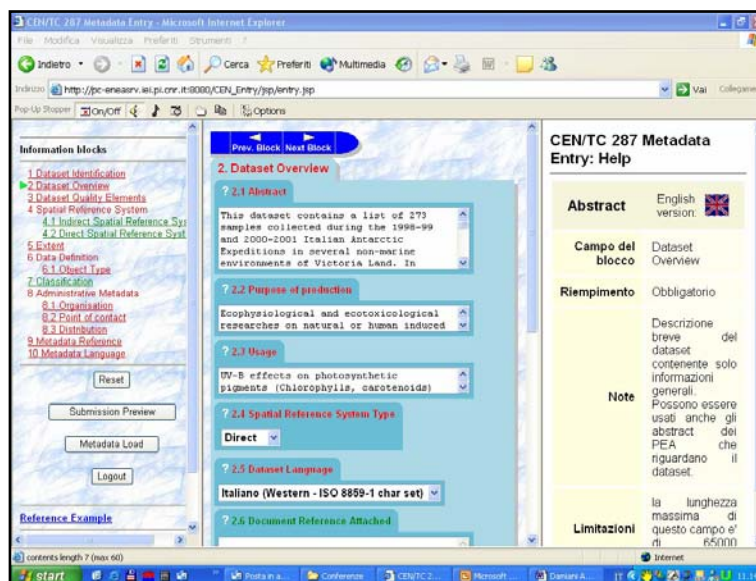 CEN/TC 287 Metadata Entry - Microsoft Internet Explorer
File Modifica Visualizza Preferiti Strumenti ?
Indietro
Cerca Preferiti Multimedia
Indirizzo http://pc-eneasrv.iei.pi.cnr.it:8080/CEN_Entry/jsp/entry.jsp
Vai
Pop-Up Stopper On/Off Options
Information blocks
1 Dataset Identification
2 Dataset Overview
3 Dataset Quality Elements
4 Spatial Reference System
4.1 Indirect Spatial Reference Sys
4.2 Direct Spatial Reference Syst
5 Extent
6 Data Definition
6.1 Object Type
7 Classification
8 Administrative Metadata
8.1 Organisation
8.2 Point of contact
8.3 Distribution
9 Metadata Reference
10 Metadata Language
Reset
Submission Preview
Metadata Load
Logout
Reference Example
Prev. Block Next Block
2. Dataset Overview
? 2.1 Abstract
This dataset contains a list of 273
samples collected during the 1998-99
and 2000-2001 Italian Antarctic
Expeditions in several non-marine
environments of Victoria Land. In
? 2.2 Purpose of production
Ecophysiological and ecotoxicological
researches on natural or human induced
? 2.3 Usage
UV-B effects on photosynthetic
pigments (Chlorophylls, carotenoids)
? 2.4 Spatial Reference System Type
Direct
? 2.5 Dataset Language
Italiano (Western - ISO 8859-1 char set)
? 2.6 Document Reference Attached
CEN/TC 287 Metadata
Entry: Help
Abstract
English
version:
Campo del
blocco
Dataset
Overview
Riempimento
Obbligatorio
Note
Descrizione
breve del
dataset
contenente solo
informazioni
generali.
Possono essere
usati anche gli
abstract dei
PEA che
riguardano il
dataset.
Limitazioni
la lunghezza
massima di
questo campo e'
di 65000
contents length 7 (max 60)
Internet
start
Posta in a...
Conferenze
CEN/TC 2...
Microsoft ...
Damiani A...
IT